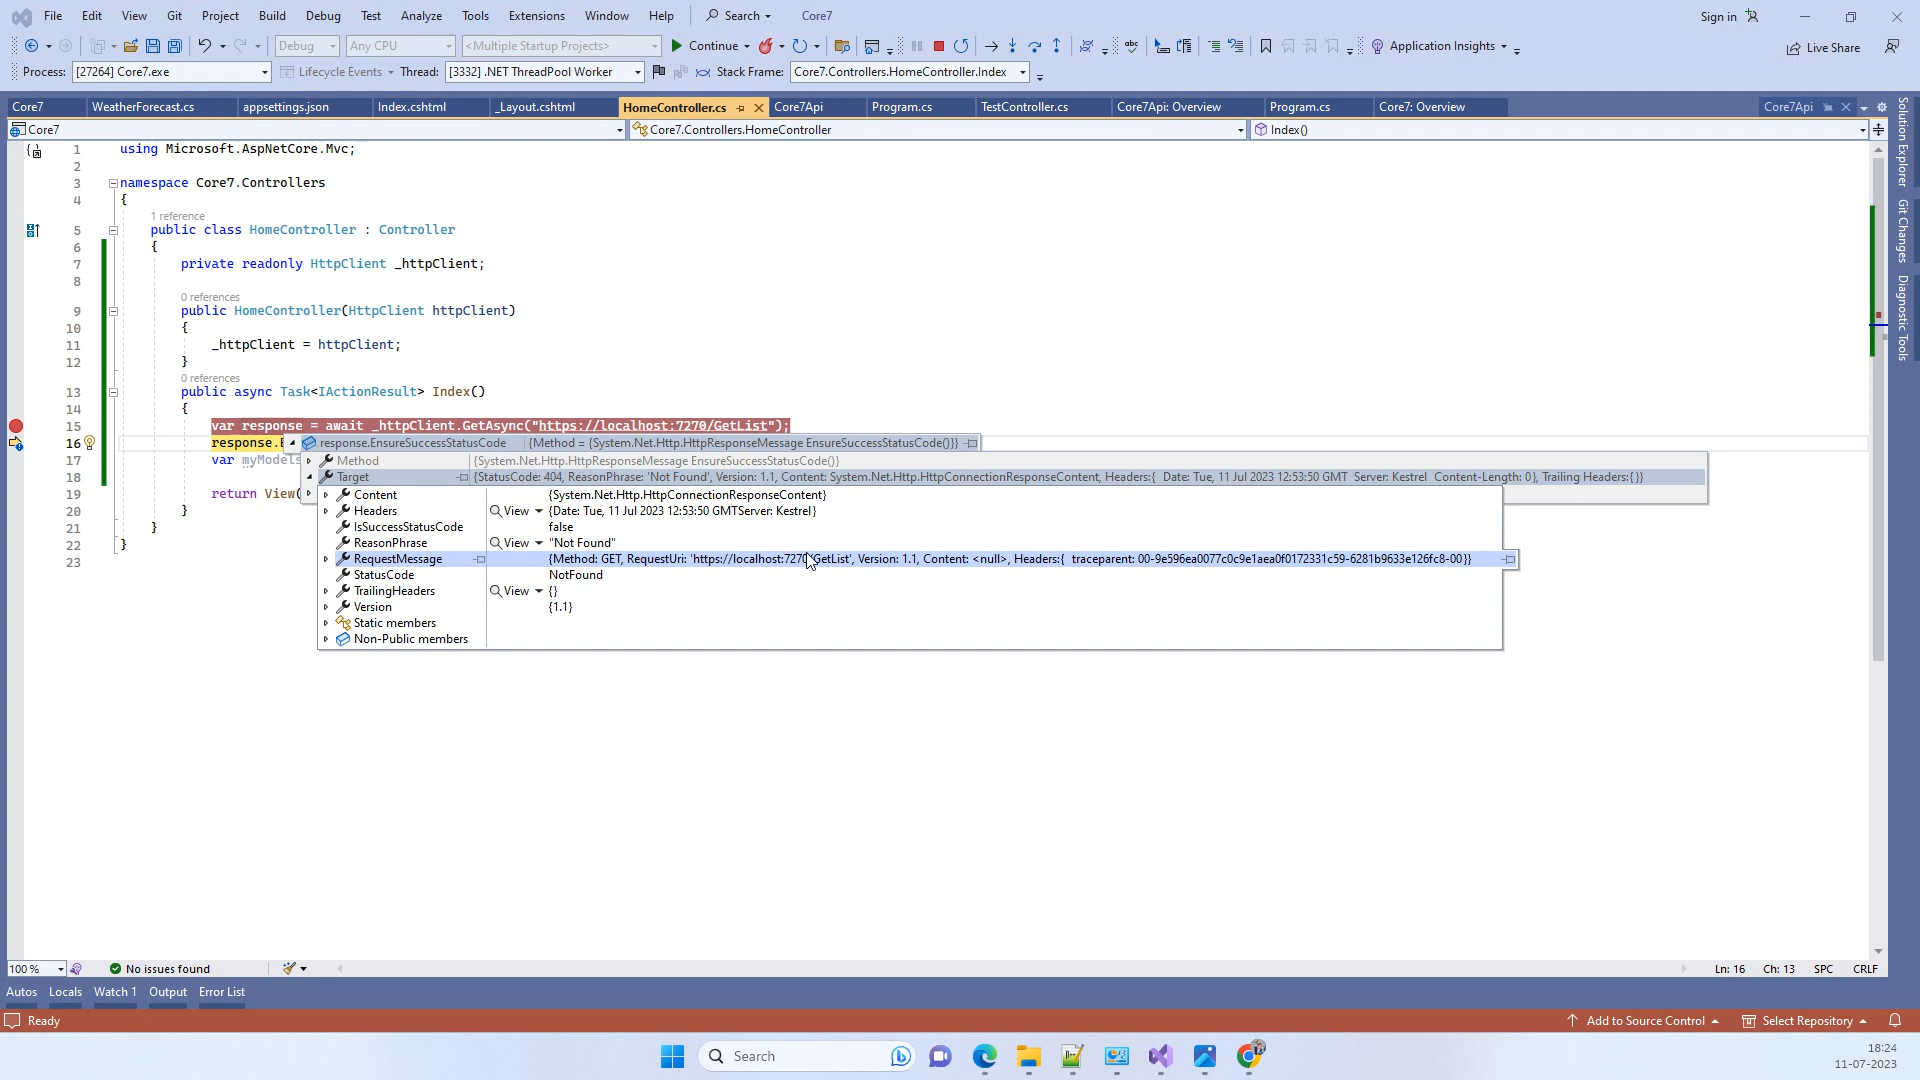 File Edit View Git Project Build Debug Test Analyze Tools Extensions Window Help Search Core7 Sign in
Debug Any CPU <Multiple Startup Projects> Continue Application Insights Live Share
Process: [27264] Core7.exe Lifecycle Events Thread: [3332] .NET ThreadPool Worker Stack Frame: Core7.Controllers.HomeController.Index
Core7 WeatherForecast.cs appsettings.json Index.cshtml _Layout.cshtml HomeController.cs Core7Api Program.cs TestController.cs Core7Api: Overview Program.cs Core7: Overview Core7Api
Core7 Core7.Controllers.HomeController Index()
1 using Microsoft.AspNetCore.Mvc;
2
3 namespace Core7.Controllers
4 {
1 reference
5 public class HomeController : Controller
6 {
7 private readonly HttpClient _httpClient;
8
0 references
9 public HomeController(HttpClient httpClient)
10 {
11 _httpClient = httpClient;
12 }
0 references
13 public async Task<IActionResult> Index()
14 {
15 var response = await _httpClient.GetAsync("https://localhost:7270/GetList");
16 response.E response.EnsureSuccessStatusCode {Method = {System.Net.Http.HttpResponseMessage EnsureSuccessStatusCode()}}
17 var myModels Method {System.Net.Http.HttpResponseMessage EnsureSuccessStatusCode()}
18 Target {StatusCode: 404, ReasonPhrase: 'Not Found', Version: 1.1, Content: System.Net.Http.HttpConnectionResponseContent, Headers:{ Date: Tue, 11 Jul 2023 12:53:50 GMT Server: Kestrel Content-Length: 0}, Trailing Headers:{}}
19 return View( Content {System.Net.Http.HttpConnectionResponseContent}
20 } Headers View {Date: Tue, 11 Jul 2023 12:53:50 GMTServer: Kestrel}
21 } IsSuccessStatusCode false
22 } ReasonPhrase View "Not Found"
23 RequestMessage {Method: GET, RequestUri: 'https://localhost:7270/GetList', Version: 1.1, Content: <null>, Headers:{ traceparent: 00-9e596ea0077c0c9e1aea0f0172331c59-6281b9633e126fc8-00}}
StatusCode NotFound
TrailingHeaders View {}
Version {1.1}
Static members
Non-Public members
Solution Explorer
Git Changes
Diagnostic Tools
100 % No issues found Ln: 16 Ch: 13 SPC CRLF
Autos Locals Watch 1 Output Error List
Ready Add to Source Control Select Repository
Search
18:24
11-07-2023